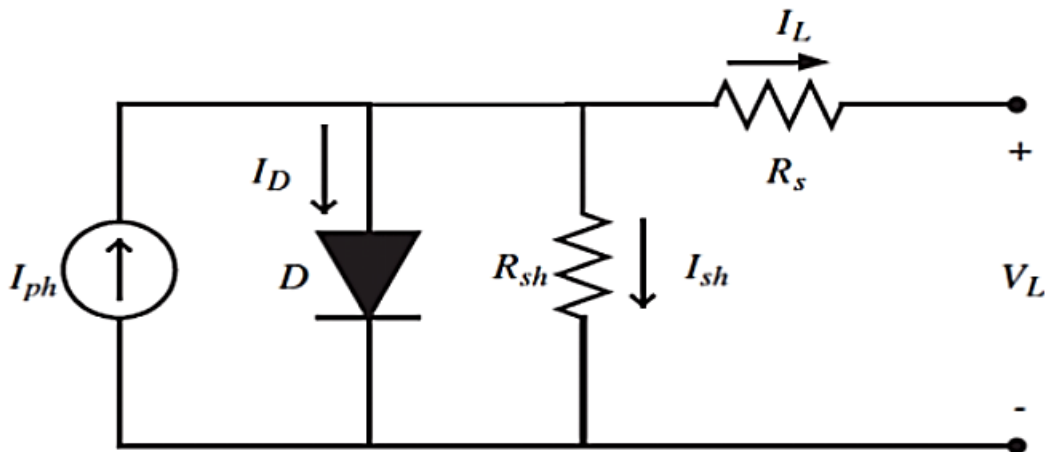 I_L
I_D
R_s
+
I_ph
D
R_sh
I_sh
V_L
-